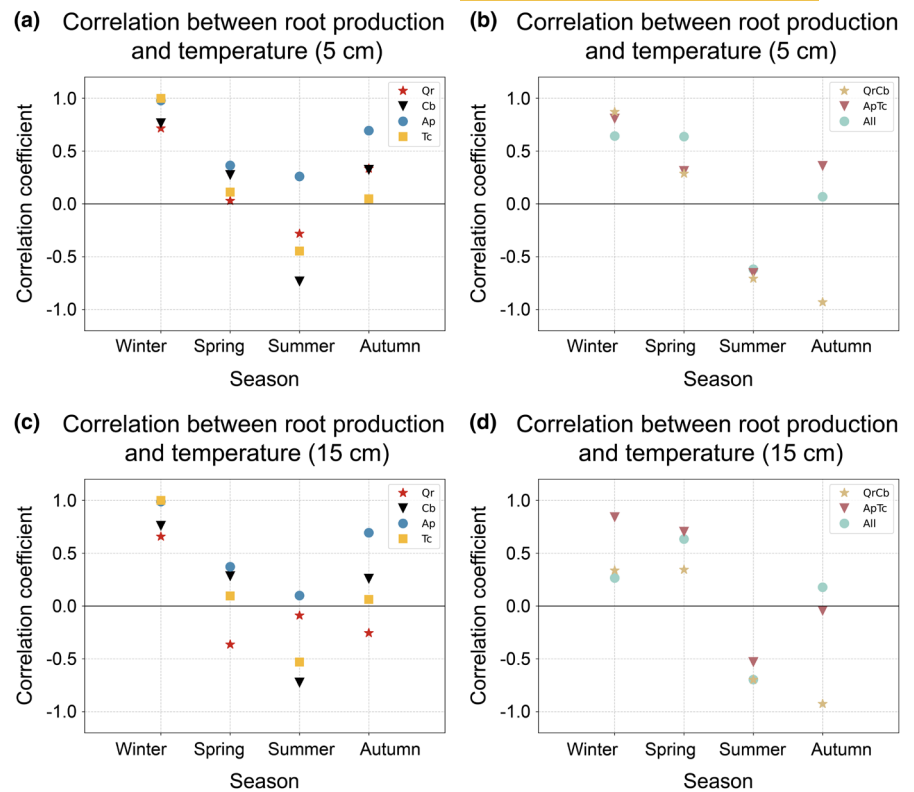 (a) Correlation between root production
and temperature (5 cm)
Correlation coefficient
1.0
0.5
0.0
-0.5
-1.0
Qr
Cb
Ap
Tc
Winter Spring Summer Autumn
Season
(b) Correlation between root production
and temperature (5 cm)
Correlation coefficient
1.0
0.5
0.0
-0.5
-1.0
QrCb
ApTc
All
Winter Spring Summer Autumn
Season
(c) Correlation between root production
and temperature (15 cm)
Correlation coefficient
1.0
0.5
0.0
-0.5
-1.0
Qr
Cb
Ap
Tc
Winter Spring Summer Autumn
Season
(d) Correlation between root production
and temperature (15 cm)
Correlation coefficient
1.0
0.5
0.0
-0.5
-1.0
QrCb
ApTc
All
Winter Spring Summer Autumn
Season